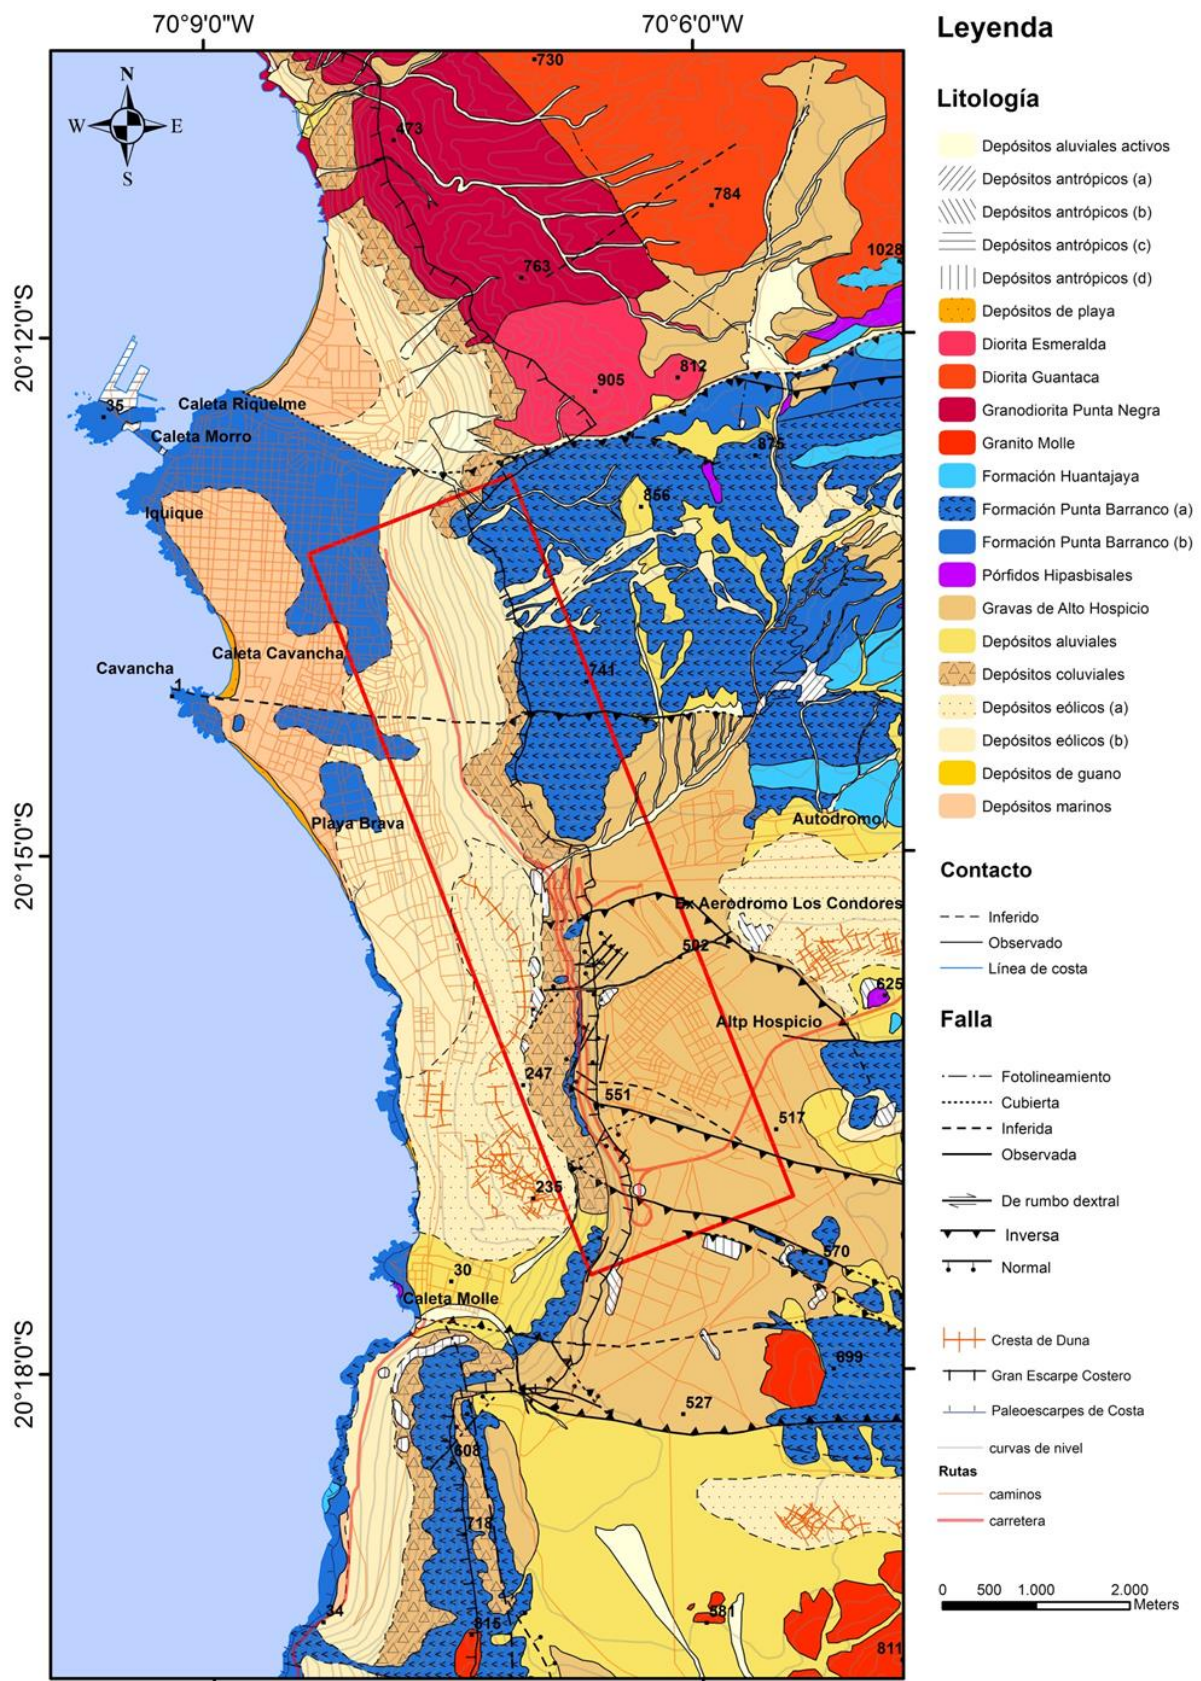 70°9'0"W
70°6'0"W
Leyenda
N
W
E
S
730
473
784
763
1028
20°12'0"S
812
905
35
Caleta Riquelme
Caleta Morro
875
856
Iquique
Caleta Cavancha
Cavancha
1
741
Playa Brava
Autodromo
20°15'0"S
Ex Aerodromo Los Condores
502
625
Altp Hospicio
247
551
517
235
570
30
Caleta Molle
699
20°18'0"S
527
608
718
34
581
815
811
Litología
Depósitos aluviales activos
Depósitos antrópicos (a)
Depósitos antrópicos (b)
Depósitos antrópicos (c)
Depósitos antrópicos (d)
Depósitos de playa
Diorita Esmeralda
Diorita Guantaca
Granodiorita Punta Negra
Granito Molle
Formación Huantajaya
Formación Punta Barranco (a)
Formación Punta Barranco (b)
Pórfidos Hipasbisales
Gravas de Alto Hospicio
Depósitos aluviales
Depósitos coluviales
Depósitos eólicos (a)
Depósitos eólicos (b)
Depósitos de guano
Depósitos marinos
Contacto
Inferido
Observado
Línea de costa
Falla
Fotolineamiento
Cubierta
Inferida
Observada
De rumbo dextral
Inversa
Normal
Cresta de Duna
Gran Escarpe Costero
Paleoescarpes de Costa
curvas de nivel
Rutas
caminos
carretera
0 500 1.000 2.000
Meters